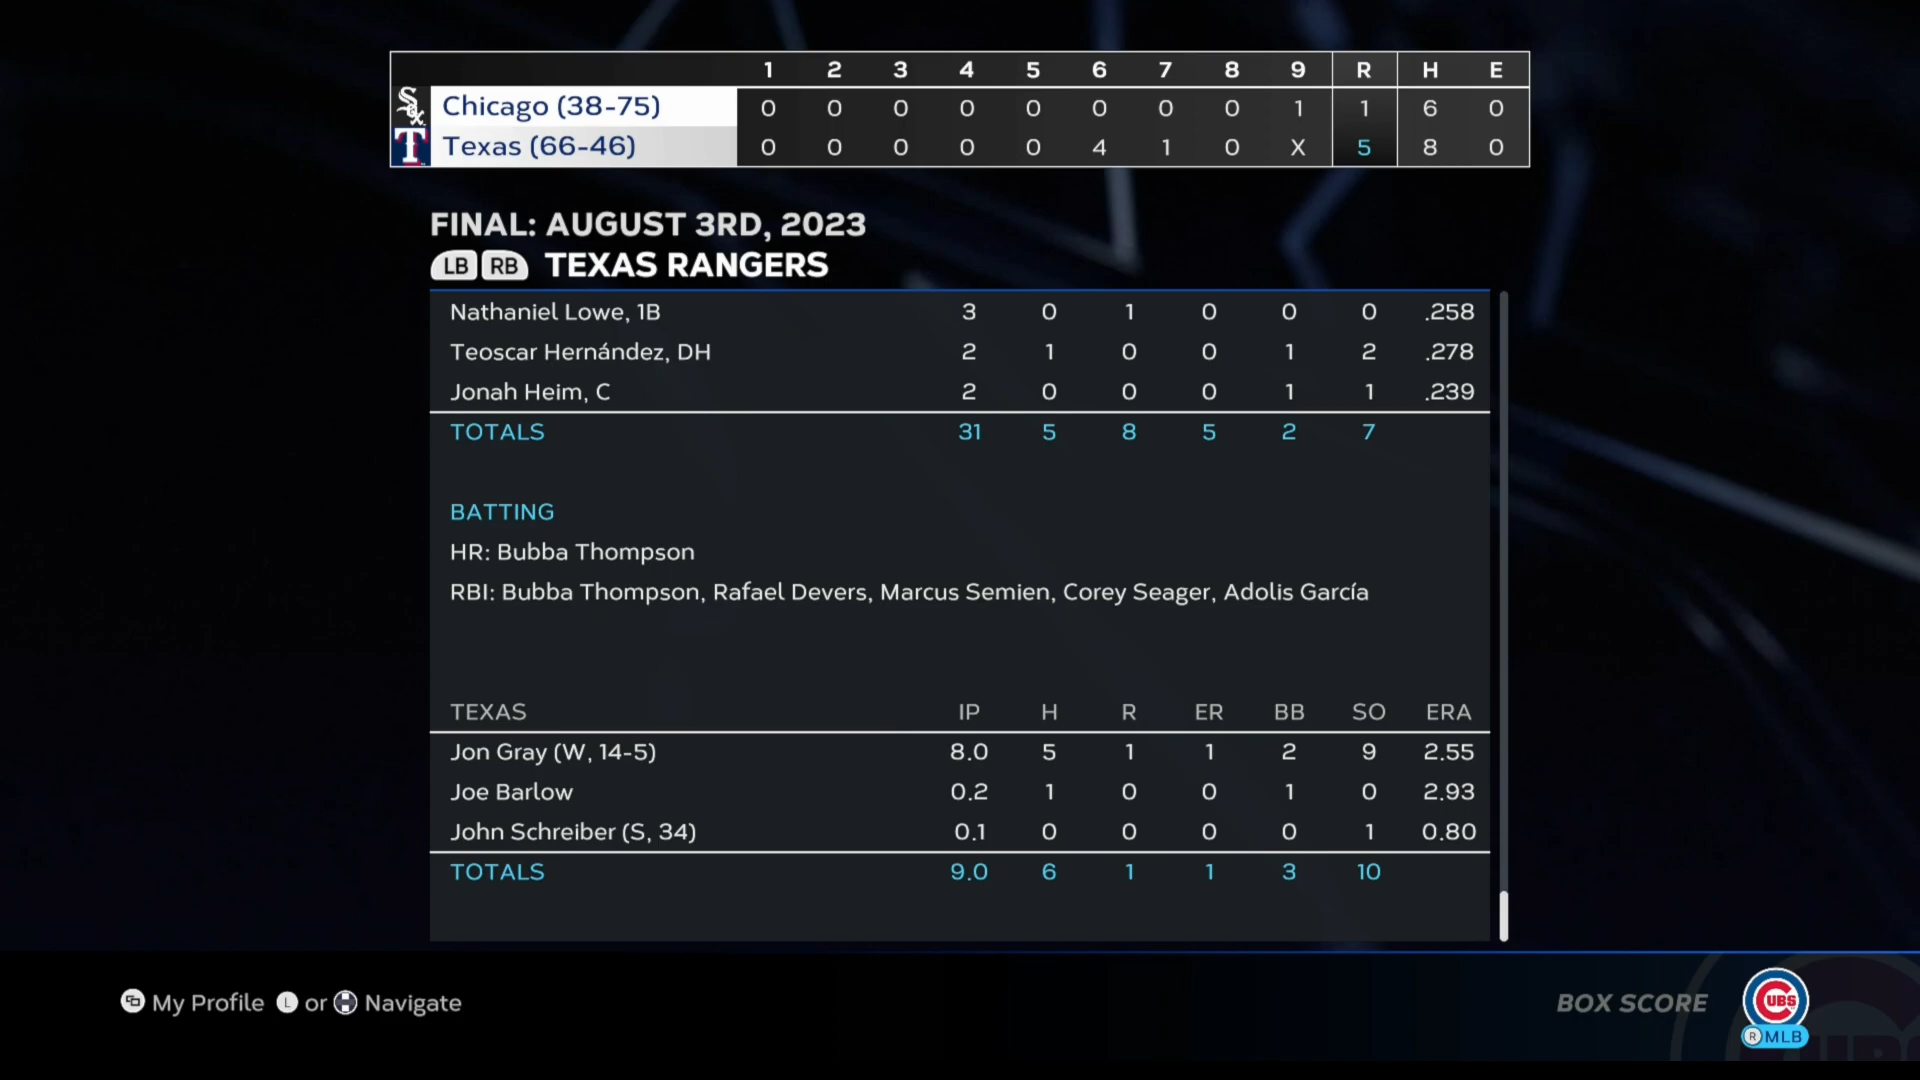 1 2 3 4 5 6 7 8 9 R H E
Chicago (38-75) 0 0 0 0 0 0 0 0 1 1 6 0
Texas (66-46) 0 0 0 0 0 4 1 0 X 5 8 0
FINAL: AUGUST 3RD, 2023
LB RB TEXAS RANGERS
Nathaniel Lowe, 1B 3 0 1 0 0 0 .258
Teoscar Hernández, DH 2 1 0 0 1 2 .278
Jonah Heim, C 2 0 0 0 1 1 .239
TOTALS 31 5 8 5 2 7
BATTING
HR: Bubba Thompson
RBI: Bubba Thompson, Rafael Devers, Marcus Semien, Corey Seager, Adolis García
TEXAS IP H R ER BB SO ERA
Jon Gray (W, 14-5) 8.0 5 1 1 2 9 2.55
Joe Barlow 0.2 1 0 0 1 0 2.93
John Schreiber (S, 34) 0.1 0 0 0 0 1 0.80
TOTALS 9.0 6 1 1 3 10
My Profile L or Navigate
BOX SCORE
CUBS
R MLB